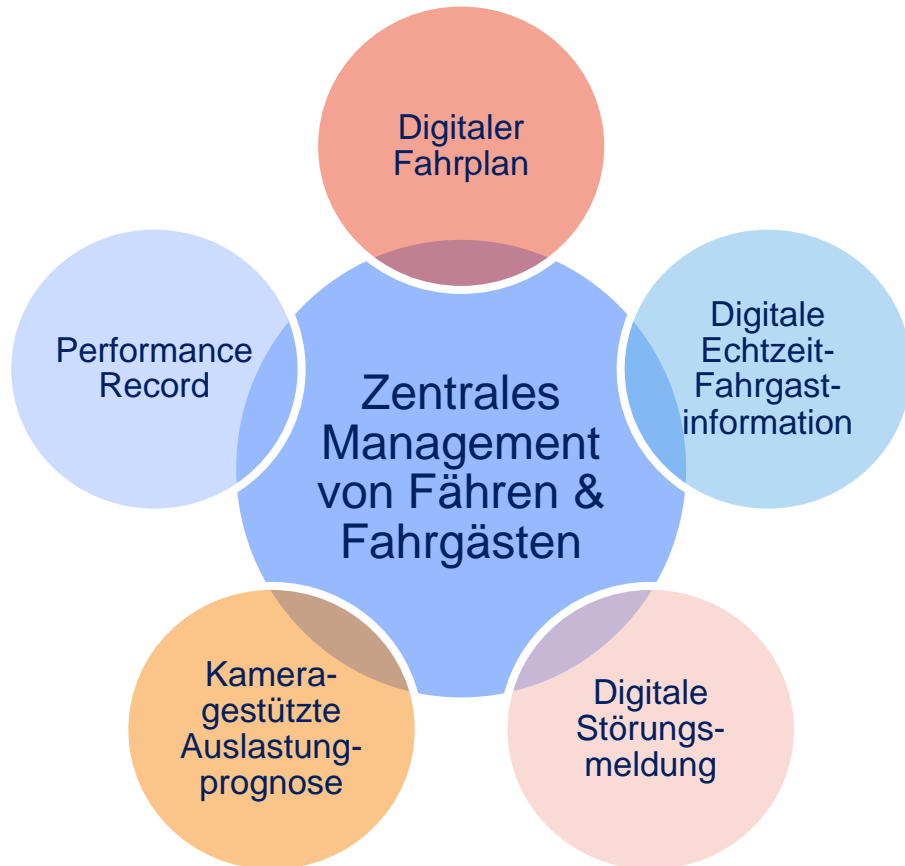 Digitaler
Fahrplan
Performance
Record
Zentrales
Management
von Fähren &
Fahrgästen
Digitale
Echtzeit-
Fahrgast-
information
Kamera-
gestützte
Auslastung-
prognose
Digitale
Störungs-
meldung